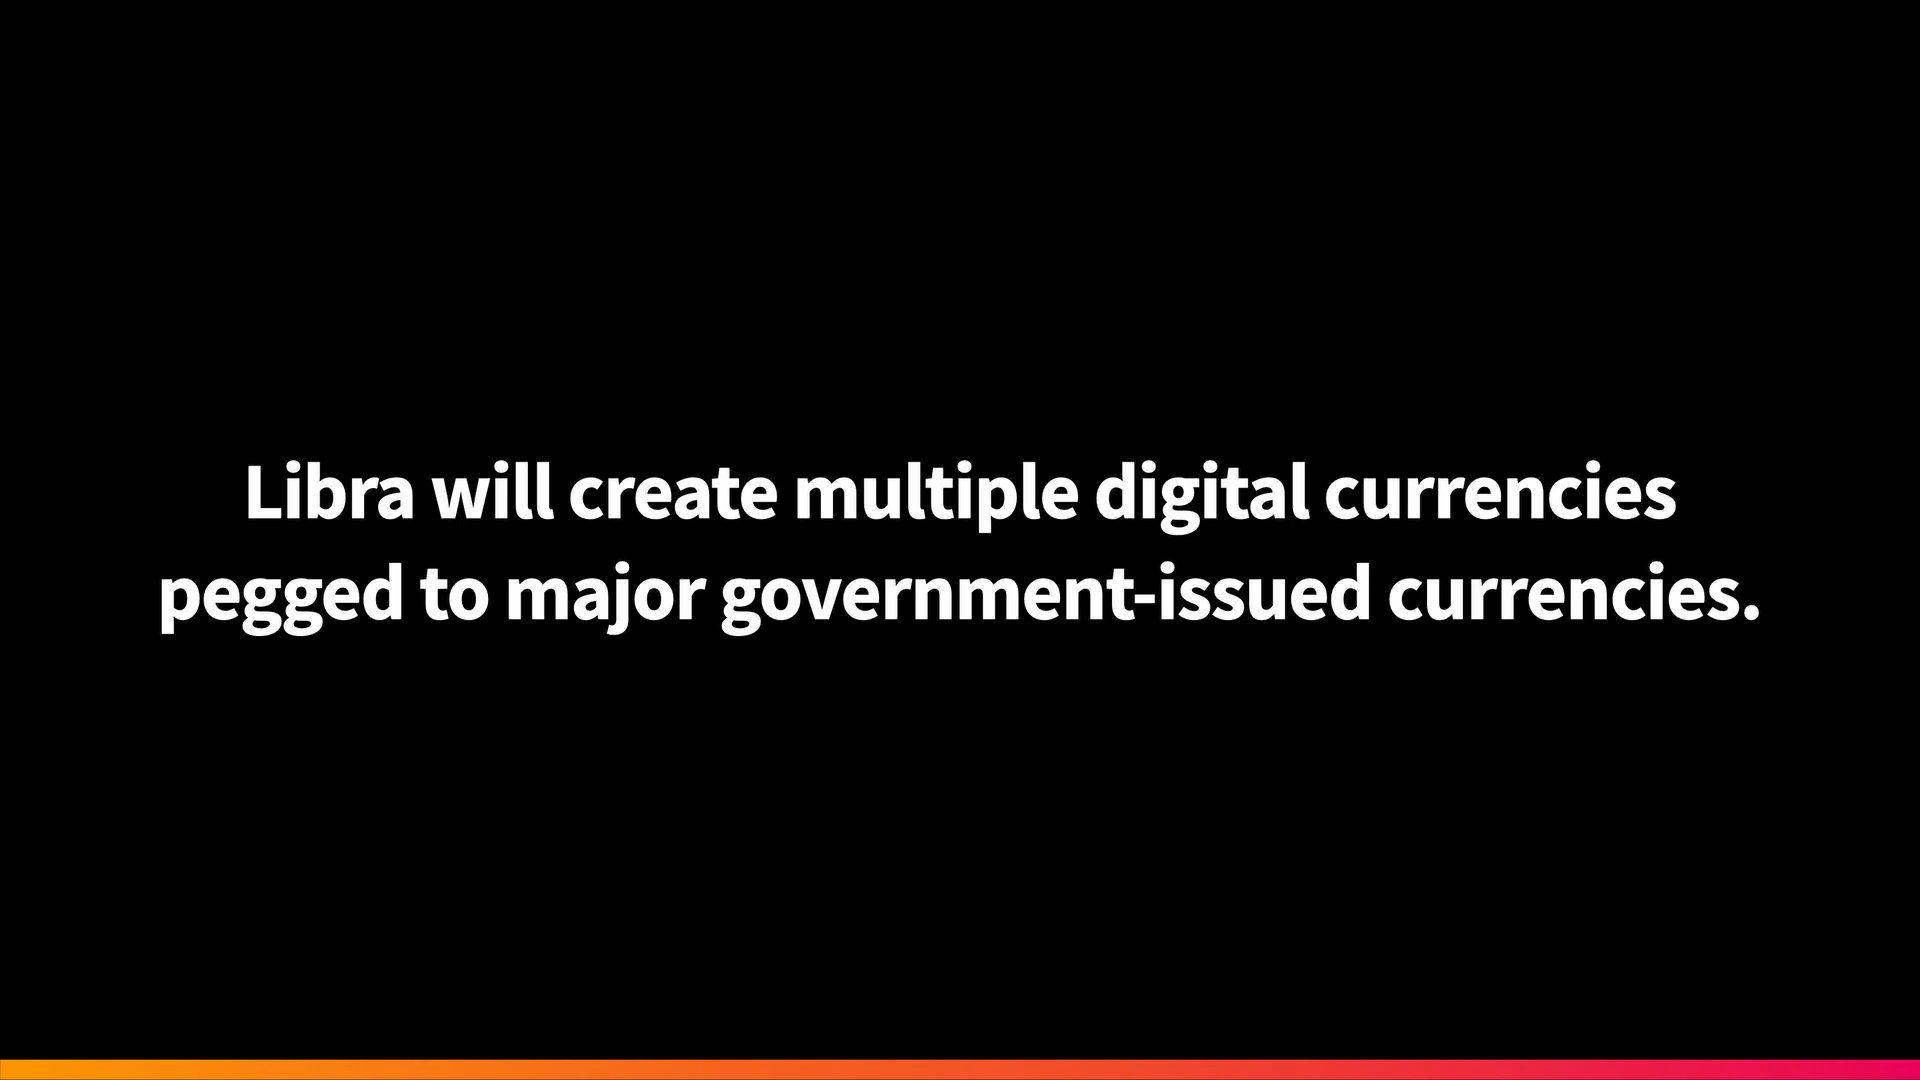 Libra will create multiple digital currencies
pegged to major government-issued currencies.